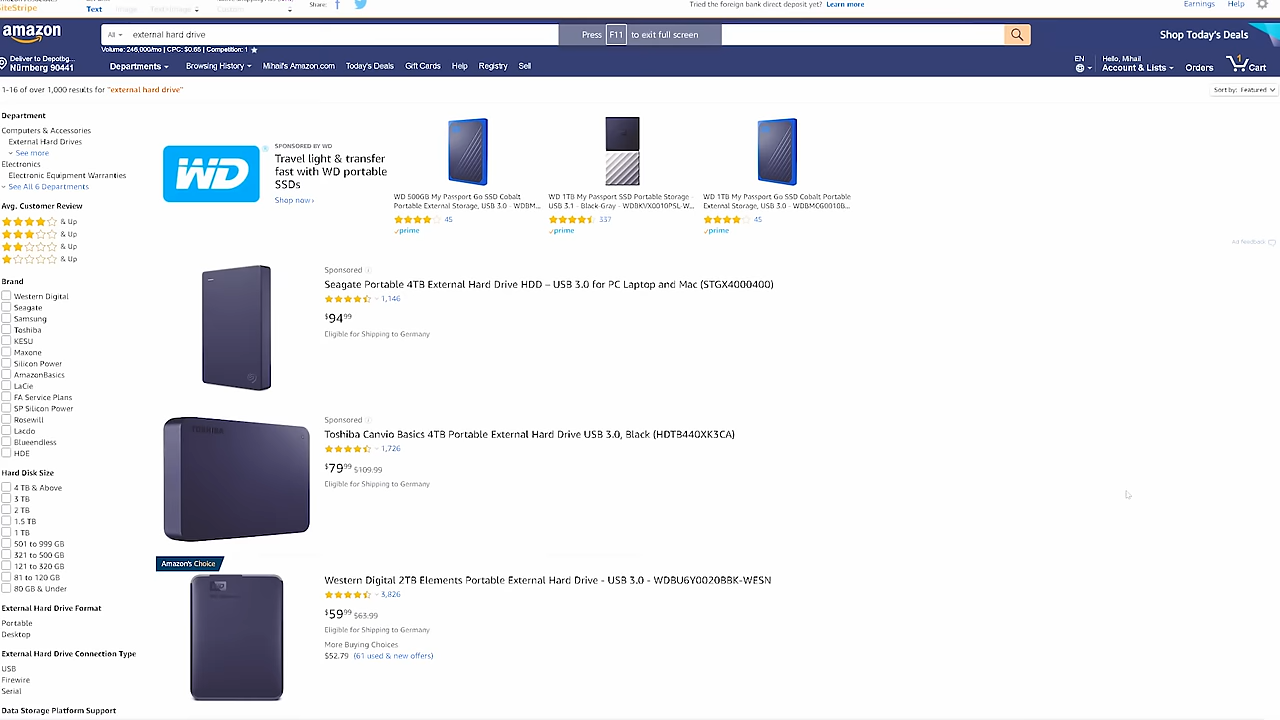 SiteStripe
Text
Share:
Tried the foreign bank direct deposit yet? Learn more
Earnings Help
amazon
All external hard drive
Press F11 to exit full screen
Shop Today's Deals
Volume: 246,000/mo | CPC: $0.65 | Competition: 1
Deliver to Depotbg...
Nürnberg 90441
Departments
Browsing History
Mihail's Amazon.com
Today's Deals
Gift Cards
Help
Registry
Sell
EN
Hello, Mihail
Account & Lists
Orders
1
Cart
1-16 of over 1,000 results for "external hard drive"
Sort by: Featured
Department
Computers & Accessories
External Hard Drives
See more
Electronics
Electronic Equipment Warranties
See All 6 Departments
Avg. Customer Review
& Up
& Up
& Up
& Up
Brand
Western Digital
Seagate
Samsung
Toshiba
KESU
Maxone
Silicon Power
AmazonBasics
LaCie
FA Service Plans
SP Silicon Power
Rosewill
Lacdo
Blueendless
HDE
Hard Disk Size
4 TB & Above
3 TB
2 TB
1.5 TB
1 TB
501 to 999 GB
321 to 500 GB
121 to 320 GB
81 to 120 GB
80 GB & Under
External Hard Drive Format
Portable
Desktop
External Hard Drive Connection Type
USB
Firewire
Serial
Data Storage Platform Support
WD
SPONSORED BY WD
Travel light & transfer
fast with WD portable
SSDs
Shop now ›
WD 500GB My Passport Go SSD Cobalt
Portable External Storage, USB 3.0 - WDBM...
45
prime
WD 1TB My Passport SSD Portable Storage -
USB 3.1 - Black-Gray - WDBKVX0010PSL-W...
337
prime
WD 1TB My Passport Go SSD Cobalt Portable
External Storage, USB 3.0 - WDBMCG0010B...
45
prime
Ad feedback
Sponsored
Seagate Portable 4TB External Hard Drive HDD – USB 3.0 for PC Laptop and Mac (STGX4000400)
1,146
$94⁹⁹
Eligible for Shipping to Germany
Sponsored
Toshiba Canvio Basics 4TB Portable External Hard Drive USB 3.0, Black (HDTB440XK3CA)
1,726
$79⁹⁹ $109.99
Eligible for Shipping to Germany
TOSHIBA
Amazon's Choice
Western Digital 2TB Elements Portable External Hard Drive - USB 3.0 - WDBU6Y0020BBK-WESN
3,826
$59⁹⁹ $63.99
Eligible for Shipping to Germany
More Buying Choices
$52.79 (61 used & new offers)